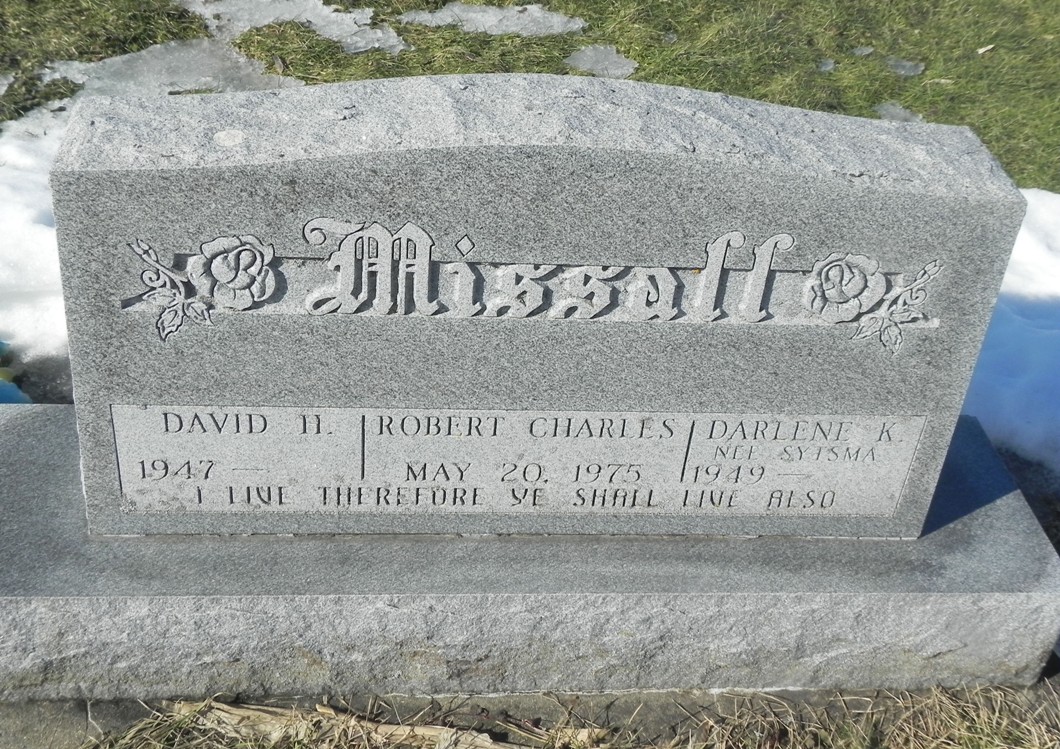 Missall
DAVID H. ROBERT CHARLES DARLENE K.
NEE SYTSMA
1947 — MAY 20, 1975 1949 —
I LIVE THEREFORE YE SHALL LIVE ALSO